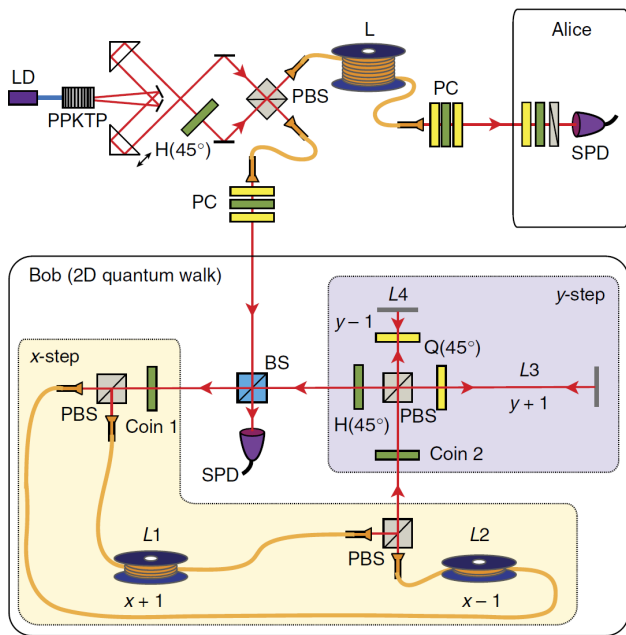 L
Alice
LD
PPKTP
PBS
H(45°)
PC
SPD
PC
Bob (2D quantum walk)
L4
y-step
y − 1
Q(45°)
x-step
BS
L3
PBS
Coin 1
H(45°)
PBS
y + 1
SPD
Coin 2
L1
PBS
L2
x + 1
x − 1